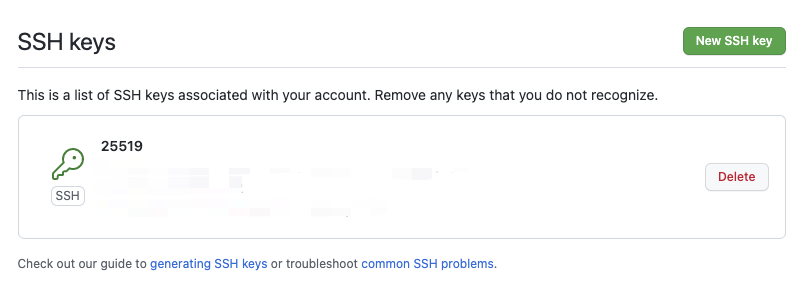 SSH keys
New SSH key
This is a list of SSH keys associated with your account. Remove any keys that you do not recognize.
25519
SSH
Delete
Check out our guide to generating SSH keys or troubleshoot common SSH problems.